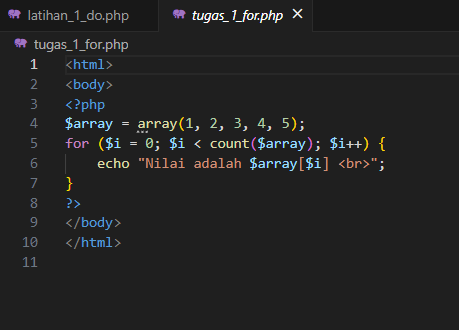 latihan_1_do.php tugas_1_for.php ×
tugas_1_for.php
1 <html>
2 <body>
3 <?php
4 $array = array(1, 2, 3, 4, 5);
5 for ($i = 0; $i < count($array); $i++) {
6     echo "Nilai adalah $array[$i] <br>";
7 }
8 ?>
9 </body>
10 </html>
11